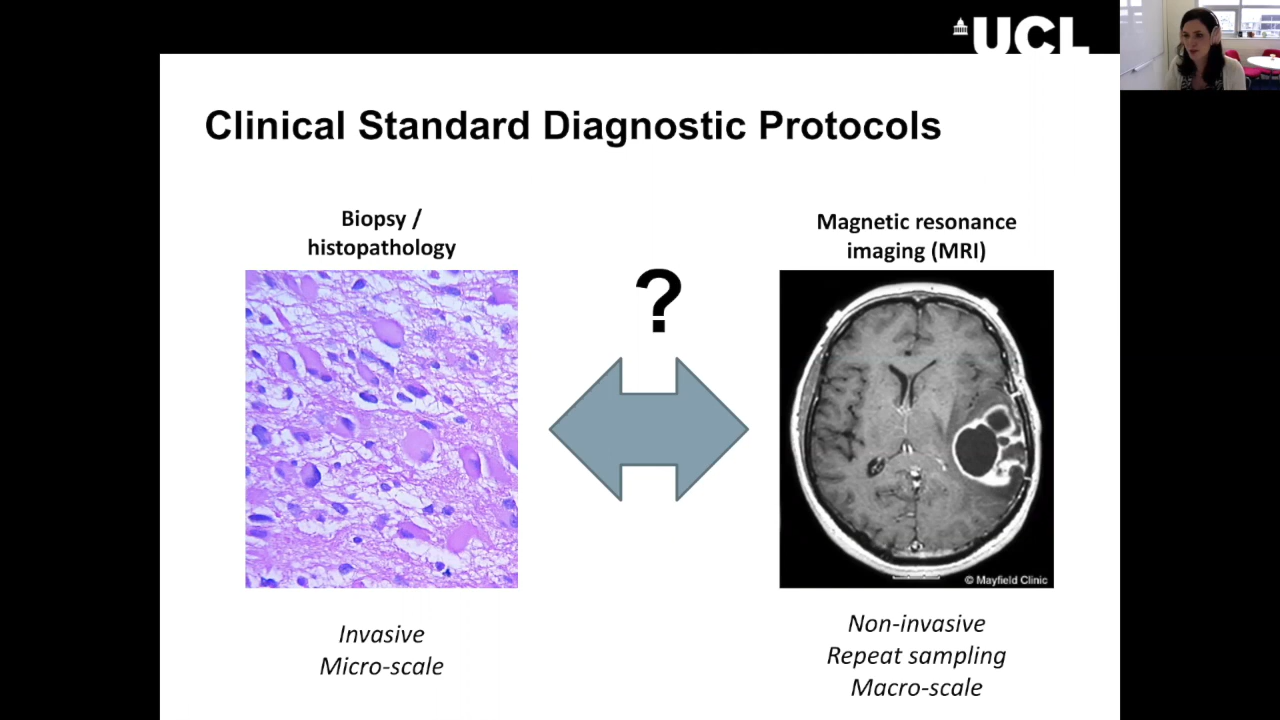 UCL
Clinical Standard Diagnostic Protocols
Biopsy /
histopathology
Magnetic resonance
imaging (MRI)
?
© Mayfield Clinic
Invasive
Micro-scale
Non-invasive
Repeat sampling
Macro-scale